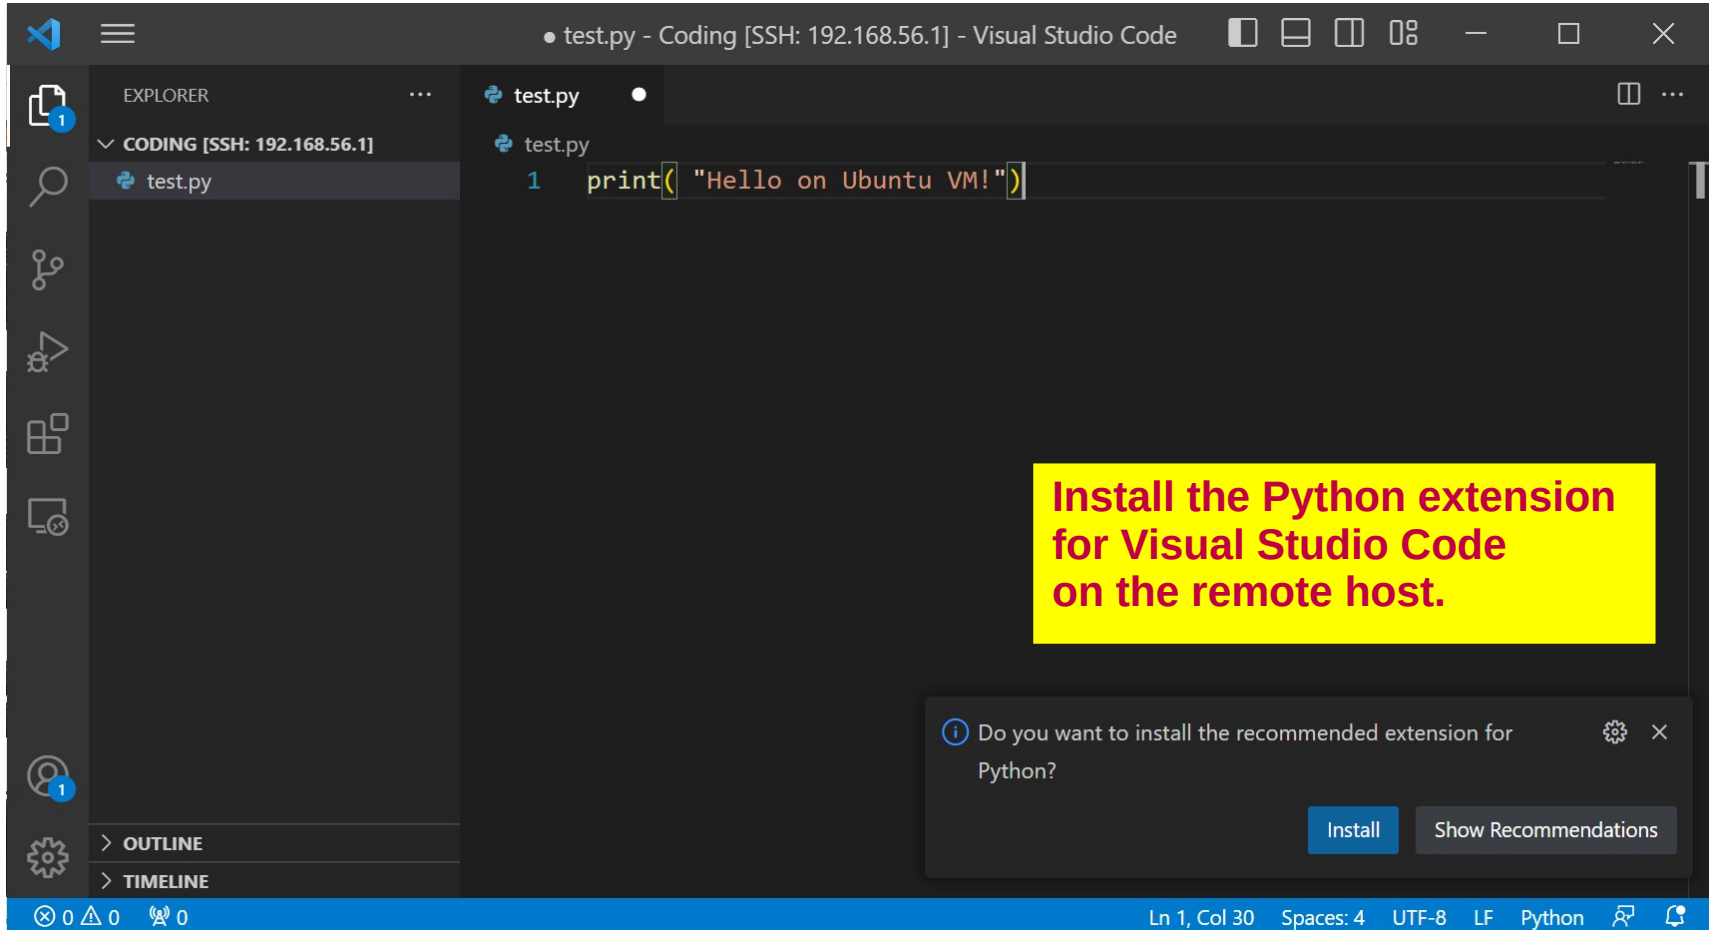 ● test.py - Coding [SSH: 192.168.56.1] - Visual Studio Code
EXPLORER
test.py
CODING [SSH: 192.168.56.1]
test.py
test.py
1 print( "Hello on Ubuntu VM!")
Install the Python extension
for Visual Studio Code
on the remote host.
Do you want to install the recommended extension for
Python?
Install Show Recommendations
1
1
OUTLINE
TIMELINE
0 0 0 Ln 1, Col 30 Spaces: 4 UTF-8 LF Python